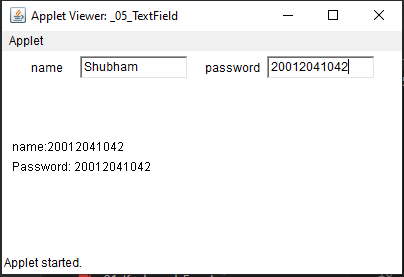 Applet Viewer: _05_TextField
Applet
name Shubham password 20012041042
name:20012041042
Password: 20012041042
Applet started.